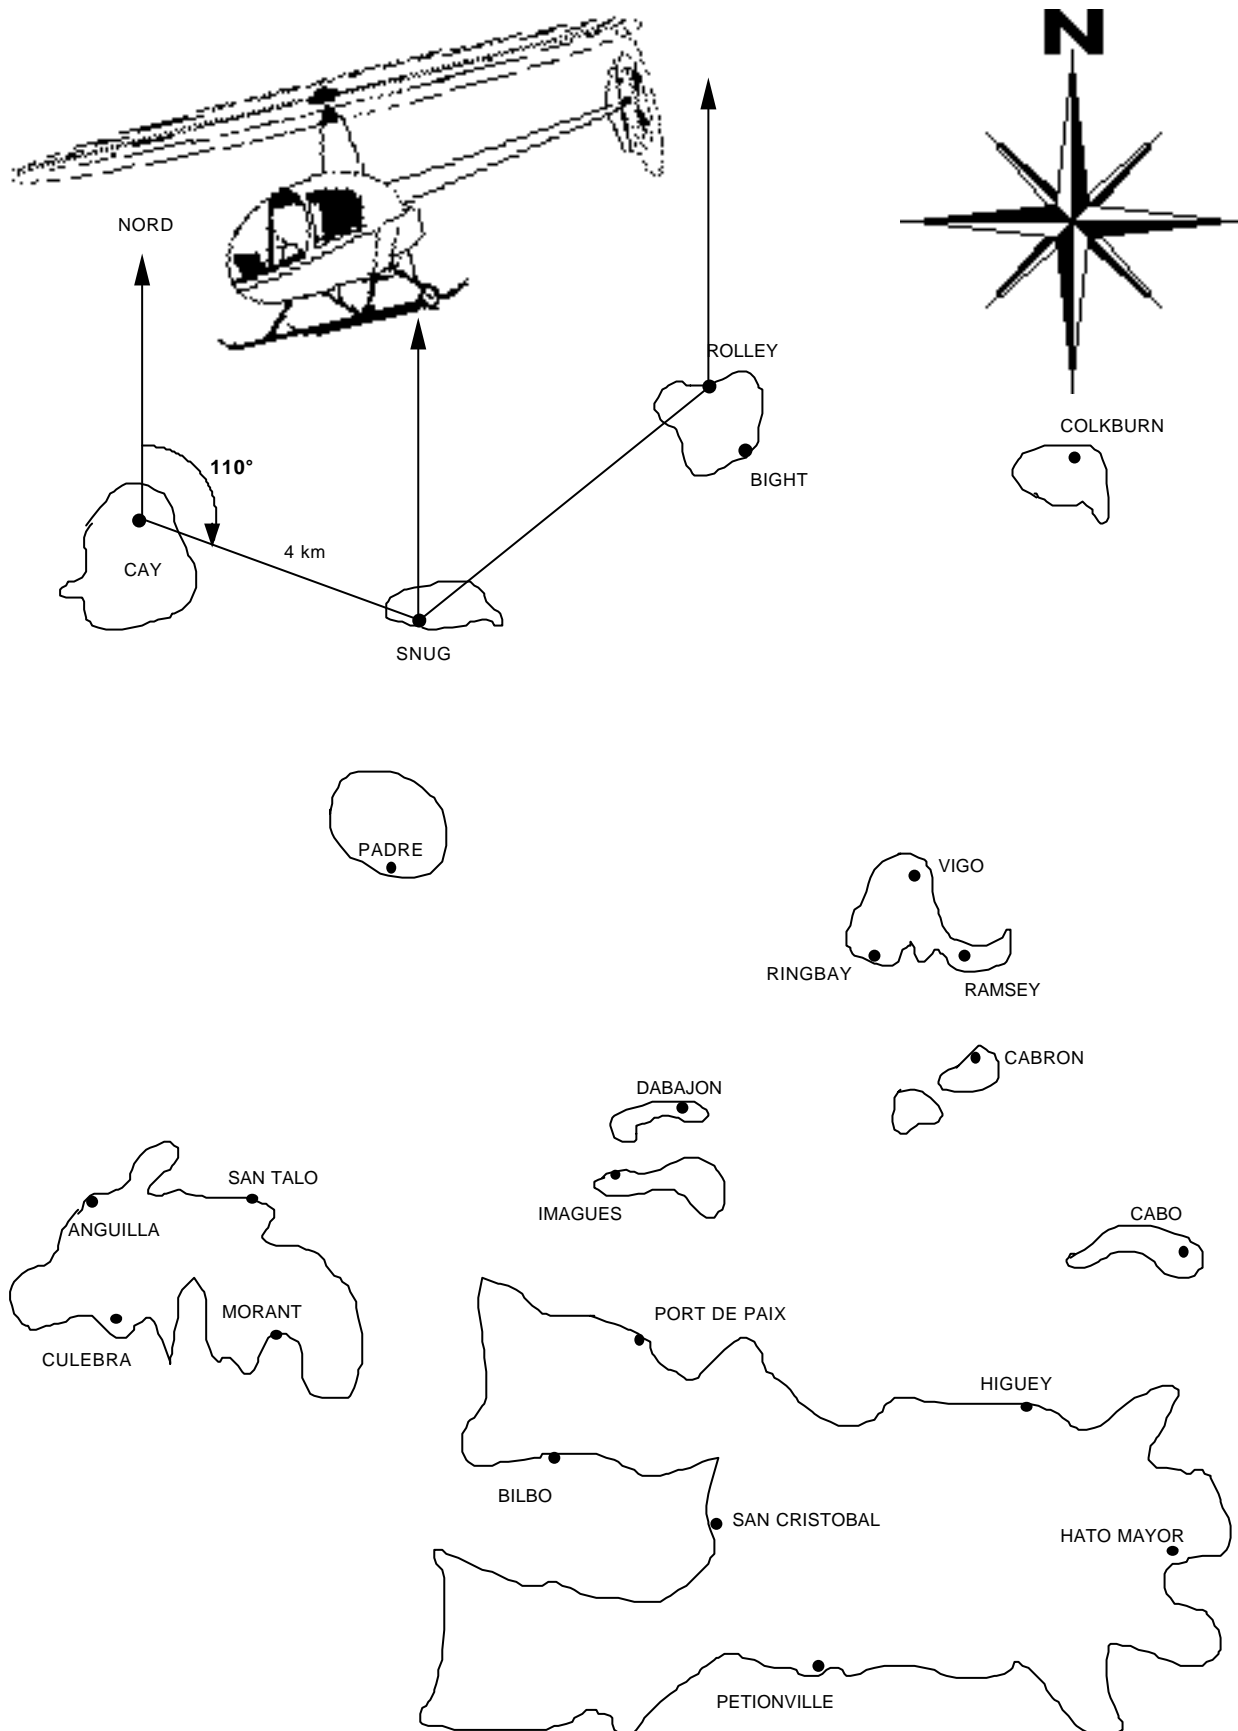 N
NORD
ROLLEY
COLKBURN
110°
BIGHT
4 km
CAY
SNUG
PADRE
VIGO
RINGBAY
RAMSEY
CABRON
DABAJON
SAN TALO
IMAGUES
CABO
ANGUILLA
MORANT
PORT DE PAIX
CULEBRA
HIGUEY
BILBO
SAN CRISTOBAL
HATO MAYOR
PETIONVILLE